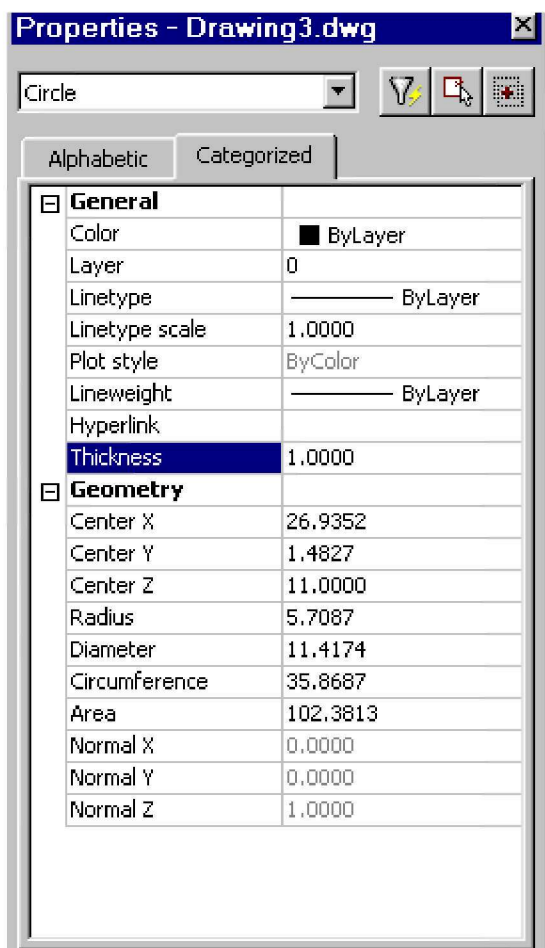 Properties - Drawing3.dwg
Circle
Alphabetic Categorized
General
Color ByLayer
Layer 0
Linetype ByLayer
Linetype scale 1.0000
Plot style ByColor
Lineweight ByLayer
Hyperlink
Thickness 1.0000
Geometry
Center X 26.9352
Center Y 1.4827
Center Z 11.0000
Radius 5.7087
Diameter 11.4174
Circumference 35.8687
Area 102.3813
Normal X 0.0000
Normal Y 0.0000
Normal Z 1.0000